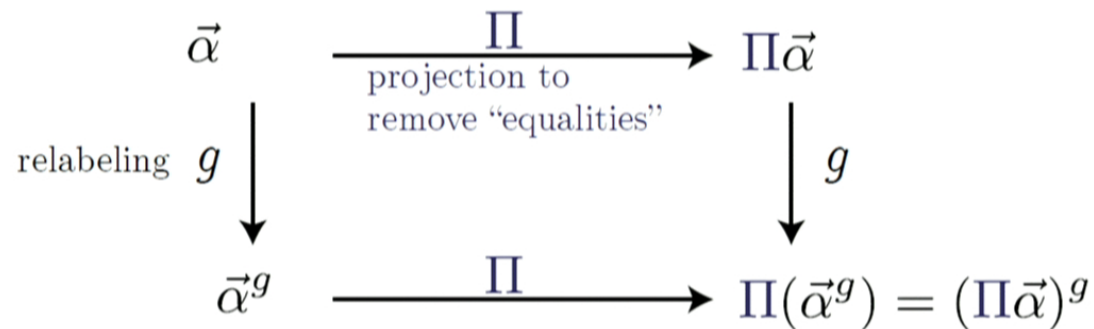 α⃗ Π Πα⃗
projection to
remove “equalities”
relabeling g g
α⃗ᵍ Π Π(α⃗ᵍ) = (Πα⃗)ᵍ